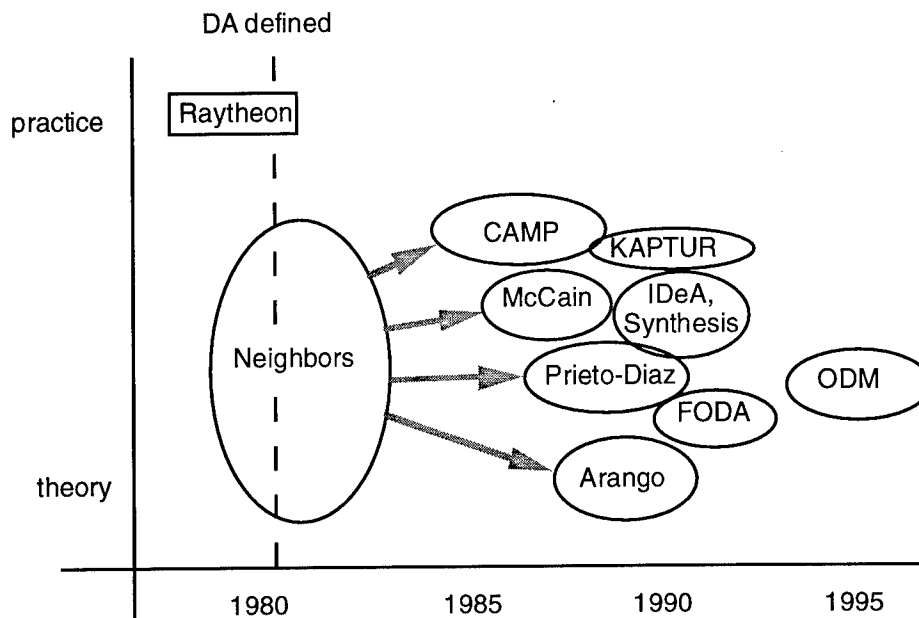 DA defined
practice
Raytheon
CAMP
KAPTUR
McCain
IDeA,
Synthesis
Neighbors
Prieto-Diaz
ODM
FODA
theory
Arango
1980
1985
1990
1995